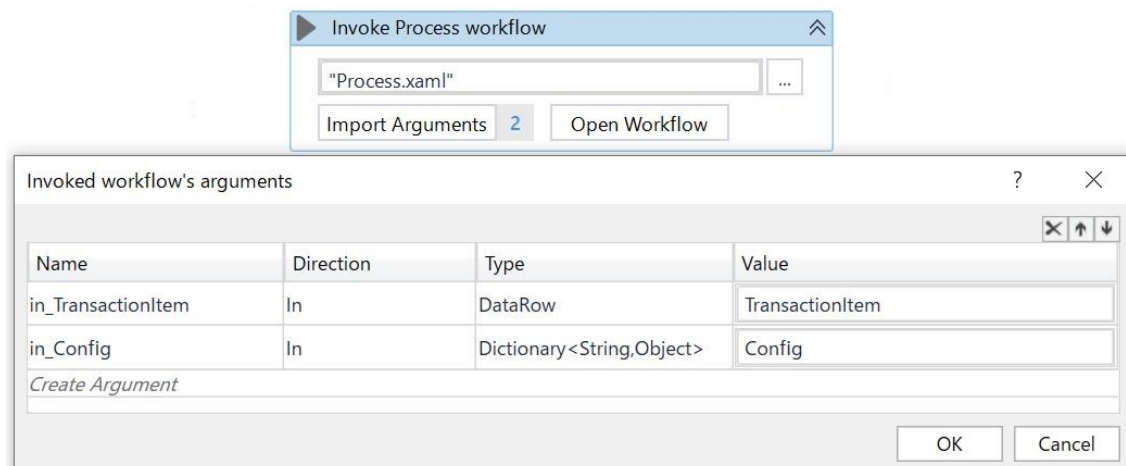 Invoke Process workflow
"Process.xaml"
...
Import Arguments 2 Open Workflow
Invoked workflow's arguments ?
Name Direction Type Value
in_TransactionItem In DataRow TransactionItem
in_Config In Dictionary<String,Object> Config
Create Argument
OK Cancel